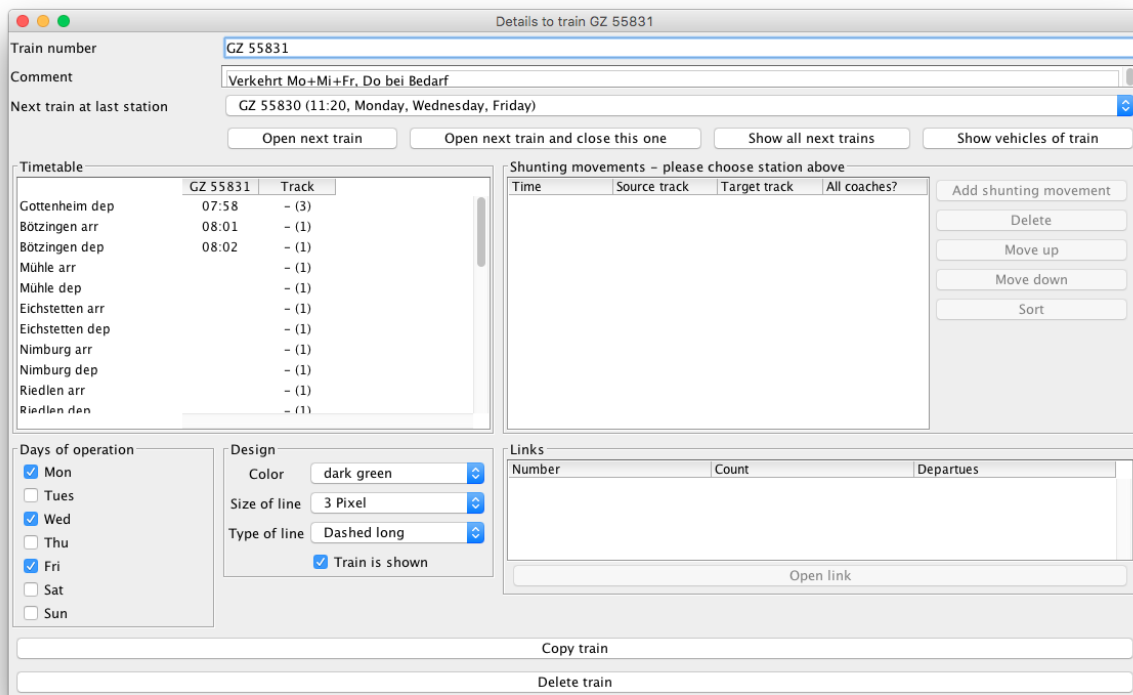 Details to train GZ 55831
Train number GZ 55831
Comment Verkehrt Mo+Mi+Fr, Do bei Bedarf
Next train at last station GZ 55830 (11:20, Monday, Wednesday, Friday)
Open next train Open next train and close this one Show all next trains Show vehicles of train
Timetable
GZ 55831 Track
Gottenheim dep 07:58 – (3)
Bötzingen arr 08:01 – (1)
Bötzingen dep 08:02 – (1)
Mühle arr – (1)
Mühle dep – (1)
Eichstetten arr – (1)
Eichstetten dep – (1)
Nimburg arr – (1)
Nimburg dep – (1)
Riedlen arr – (1)
Riedlen dep – (1)
Shunting movements – please choose station above
Time Source track Target track All coaches?
Add shunting movement
Delete
Move up
Move down
Sort
Days of operation
Mon
Tues
Wed
Thu
Fri
Sat
Sun
Design
Color dark green
Size of line 3 Pixel
Type of line Dashed long
Train is shown
Links
Number Count Departues
Open link
Copy train
Delete train